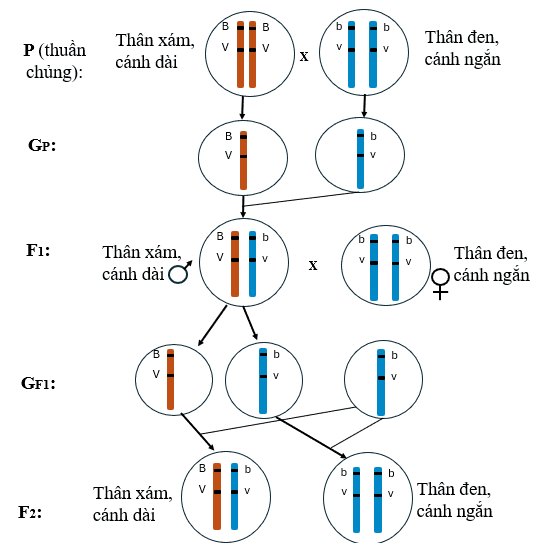 P (thuần
chủng):
Thân xám,
cánh dài
B B
V V
x
b b
v v
Thân đen,
cánh ngắn
GP:
B
V
b
v
F1:
Thân xám,
cánh dài
B b
V v
x
b b
v v
Thân đen,
cánh ngắn
GF1:
B
V
b
v
b
v
F2:
Thân xám,
cánh dài
B b
V v
b b
v v
Thân đen,
cánh ngắn